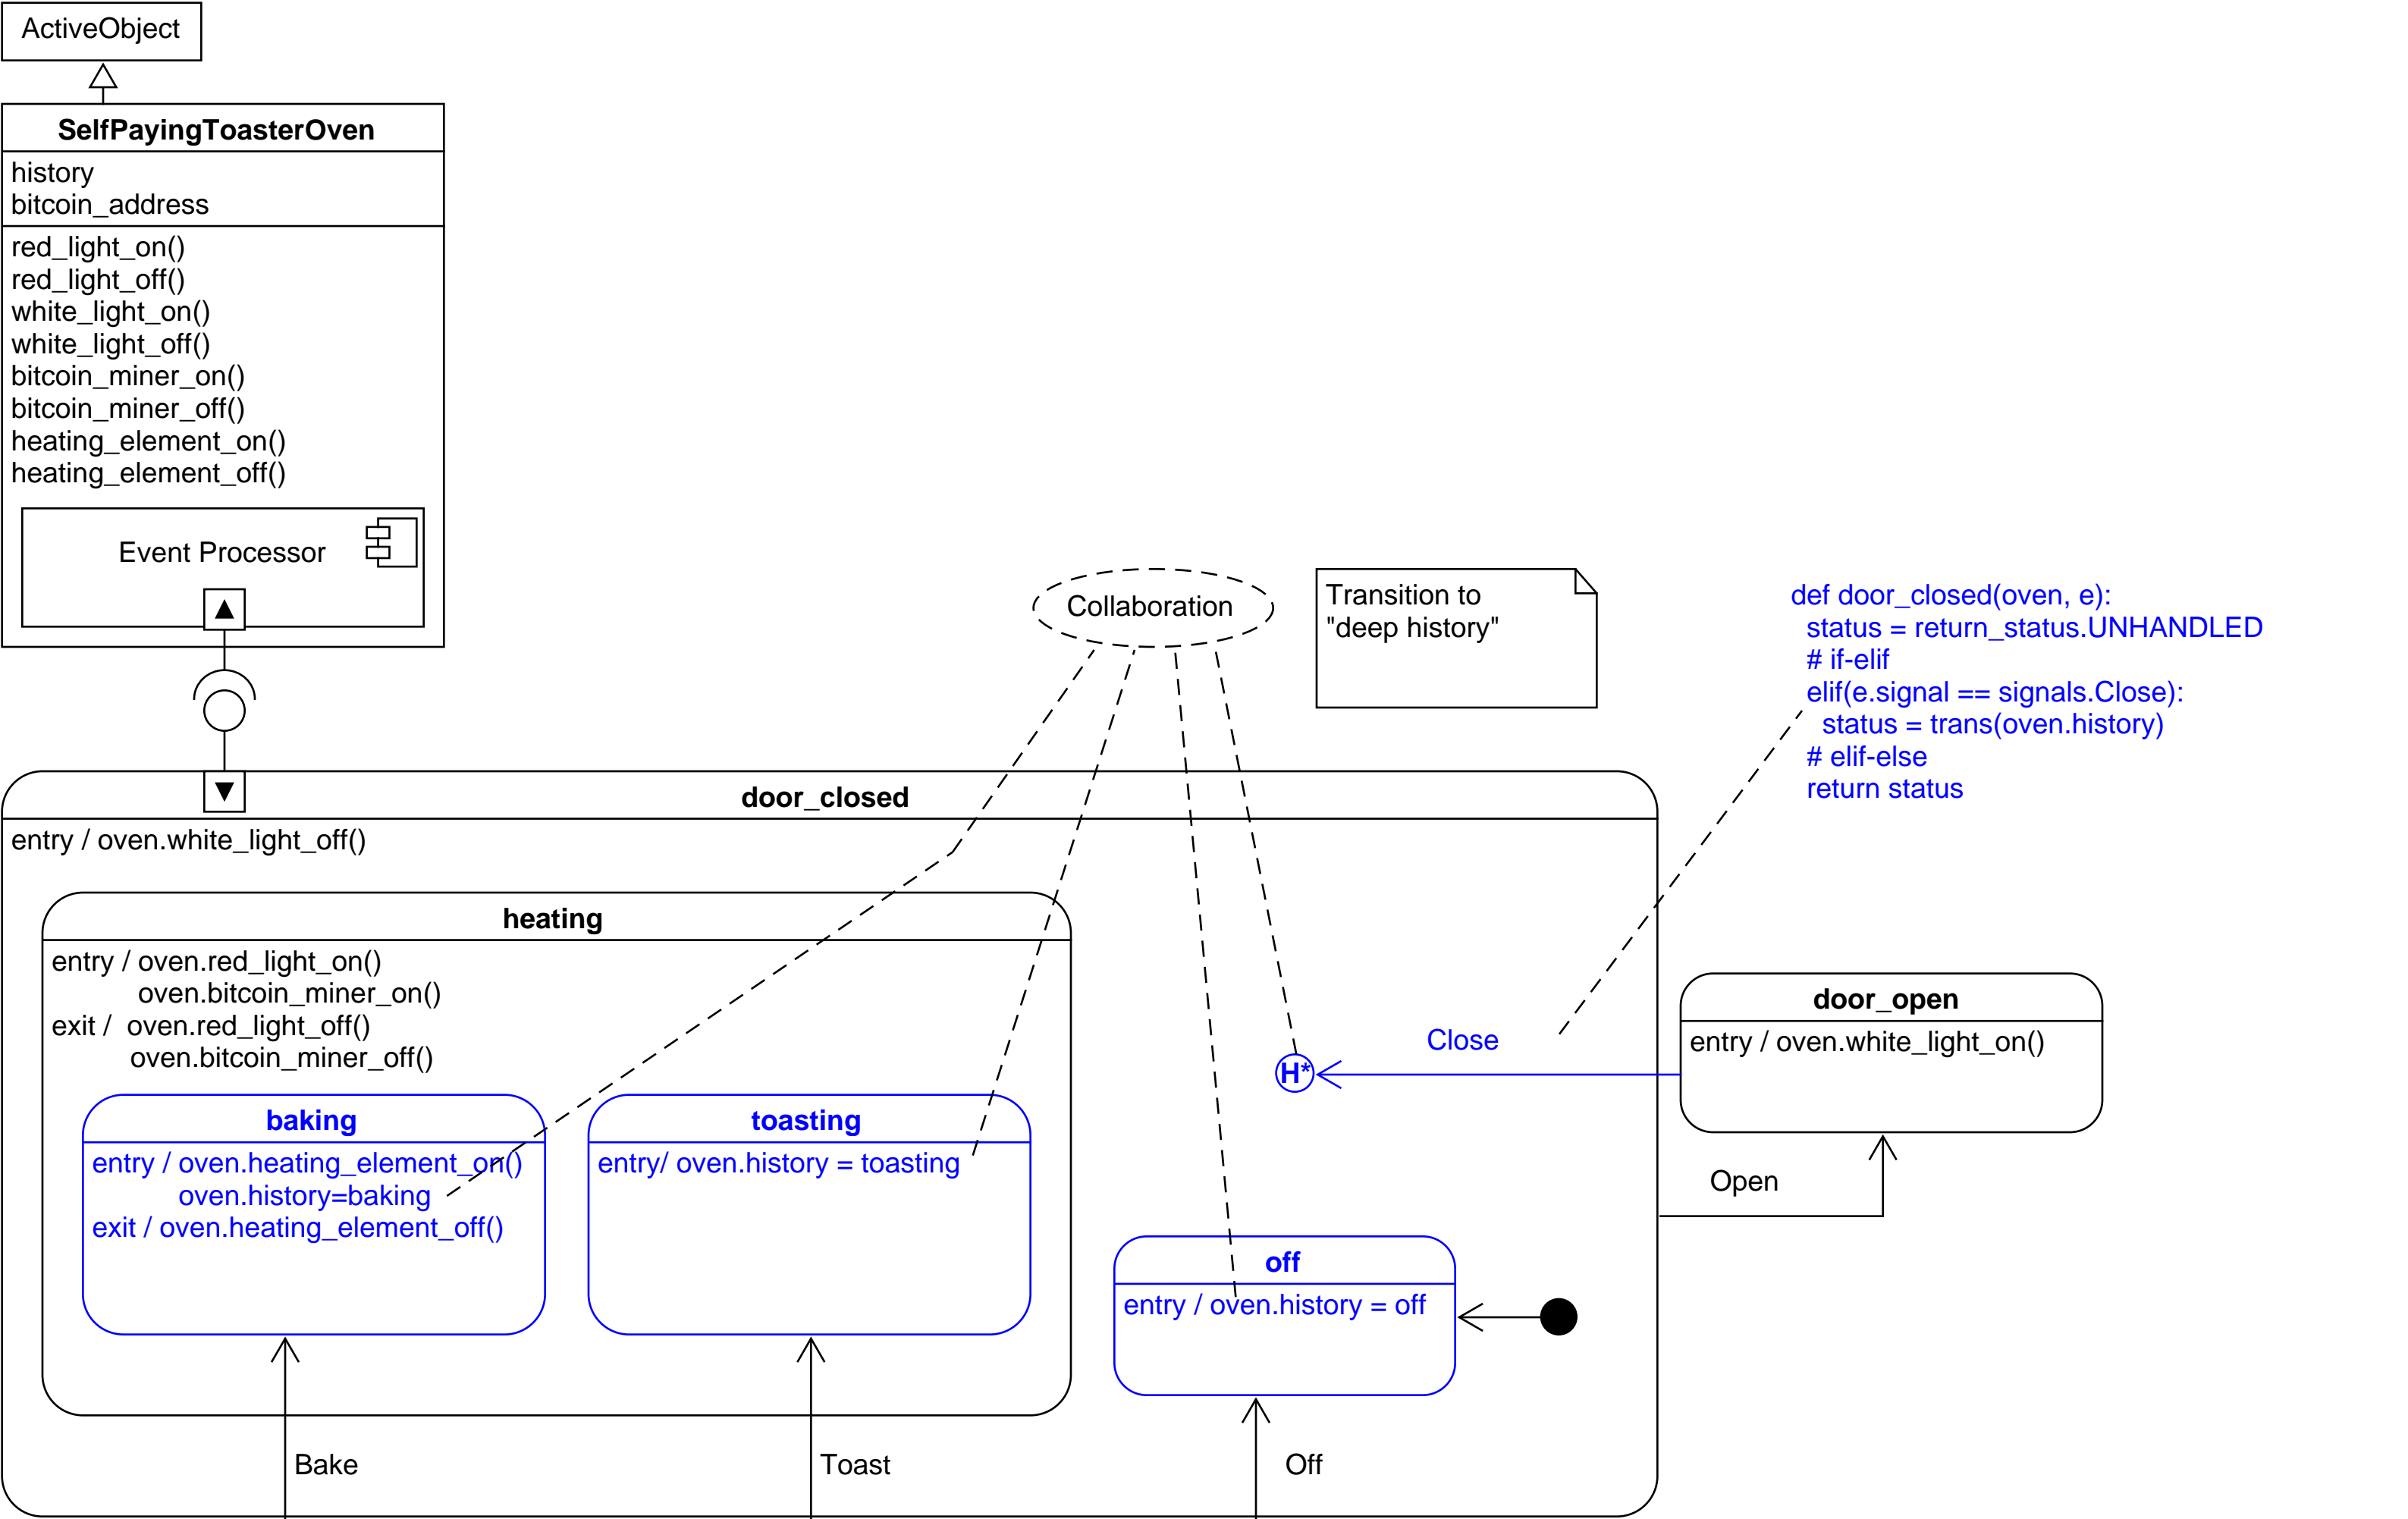 ActiveObject
SelfPayingToasterOven
history
bitcoin_address
red_light_on()
red_light_off()
white_light_on()
white_light_off()
bitcoin_miner_on()
bitcoin_miner_off()
heating_element_on()
heating_element_off()
Event Processor
Collaboration
Transition to
"deep history"
def door_closed(oven, e):
  status = return_status.UNHANDLED
  # if-elif
  elif(e.signal == signals.Close):
    status = trans(oven.history)
  # elif-else
  return status
door_closed
entry / oven.white_light_off()
heating
entry / oven.red_light_on()
oven.bitcoin_miner_on()
exit /  oven.red_light_off()
oven.bitcoin_miner_off()
baking
entry / oven.heating_element_on()
oven.history=baking
exit / oven.heating_element_off()
toasting
entry/ oven.history = toasting
H*
Close
door_open
entry / oven.white_light_on()
Open
off
entry / oven.history = off
Bake
Toast
Off